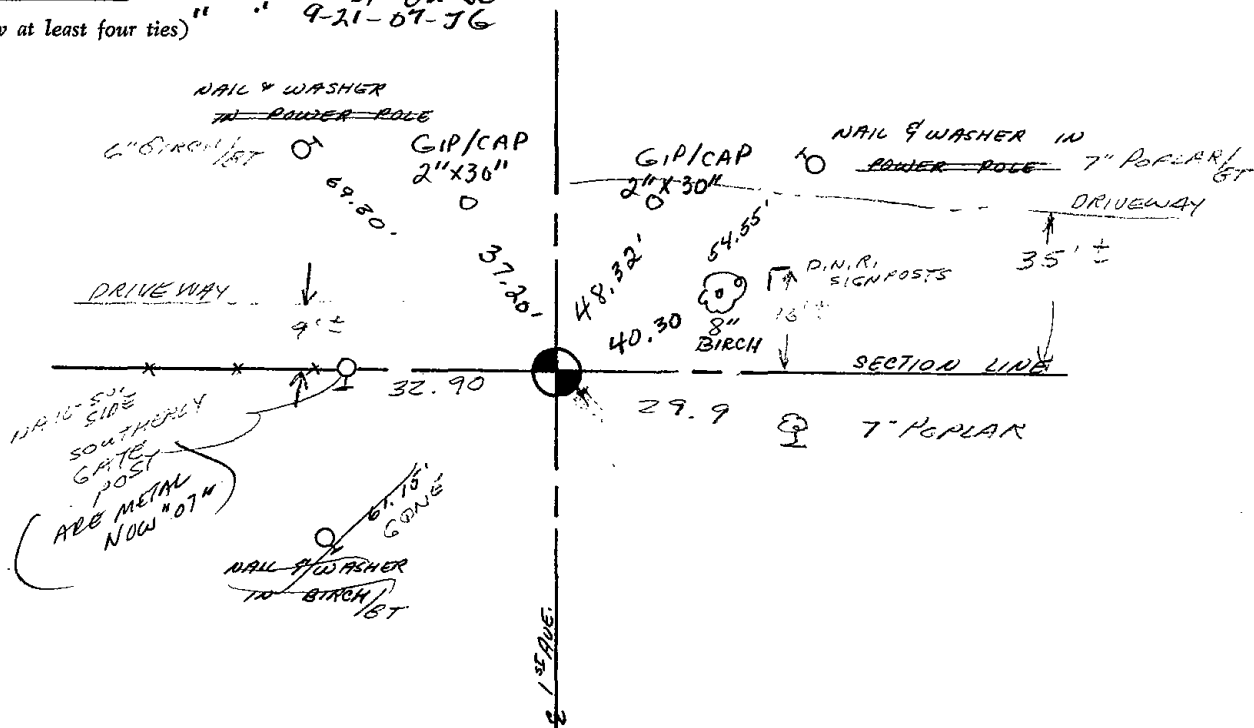 at least four ties) " " 9-21-07-JG
NAIL & WASHER
IN POWER POLE
6" BIRCH/BT
69.30'
GIP/CAP
2"X30"
37.20'
GIP/CAP
2"X30"
48.32'
54.55'
40.30
8"
BIRCH
NAIL & WASHER IN
POWER POLE 7" POPLAR/BT
DRIVEWAY
35' ±
D.N.R.
SIGNPOSTS
16' ±
DRIVEWAY
9' ±
32.90
SECTION LINE
29.9
7" POPLAR
SIDE
SOUTHERLY
GATE
POST
(ARE METAL
NOW "07")
61.15'
GONE
NAIL & WASHER
IN BIRCH/BT
℄ 1ST AVE.